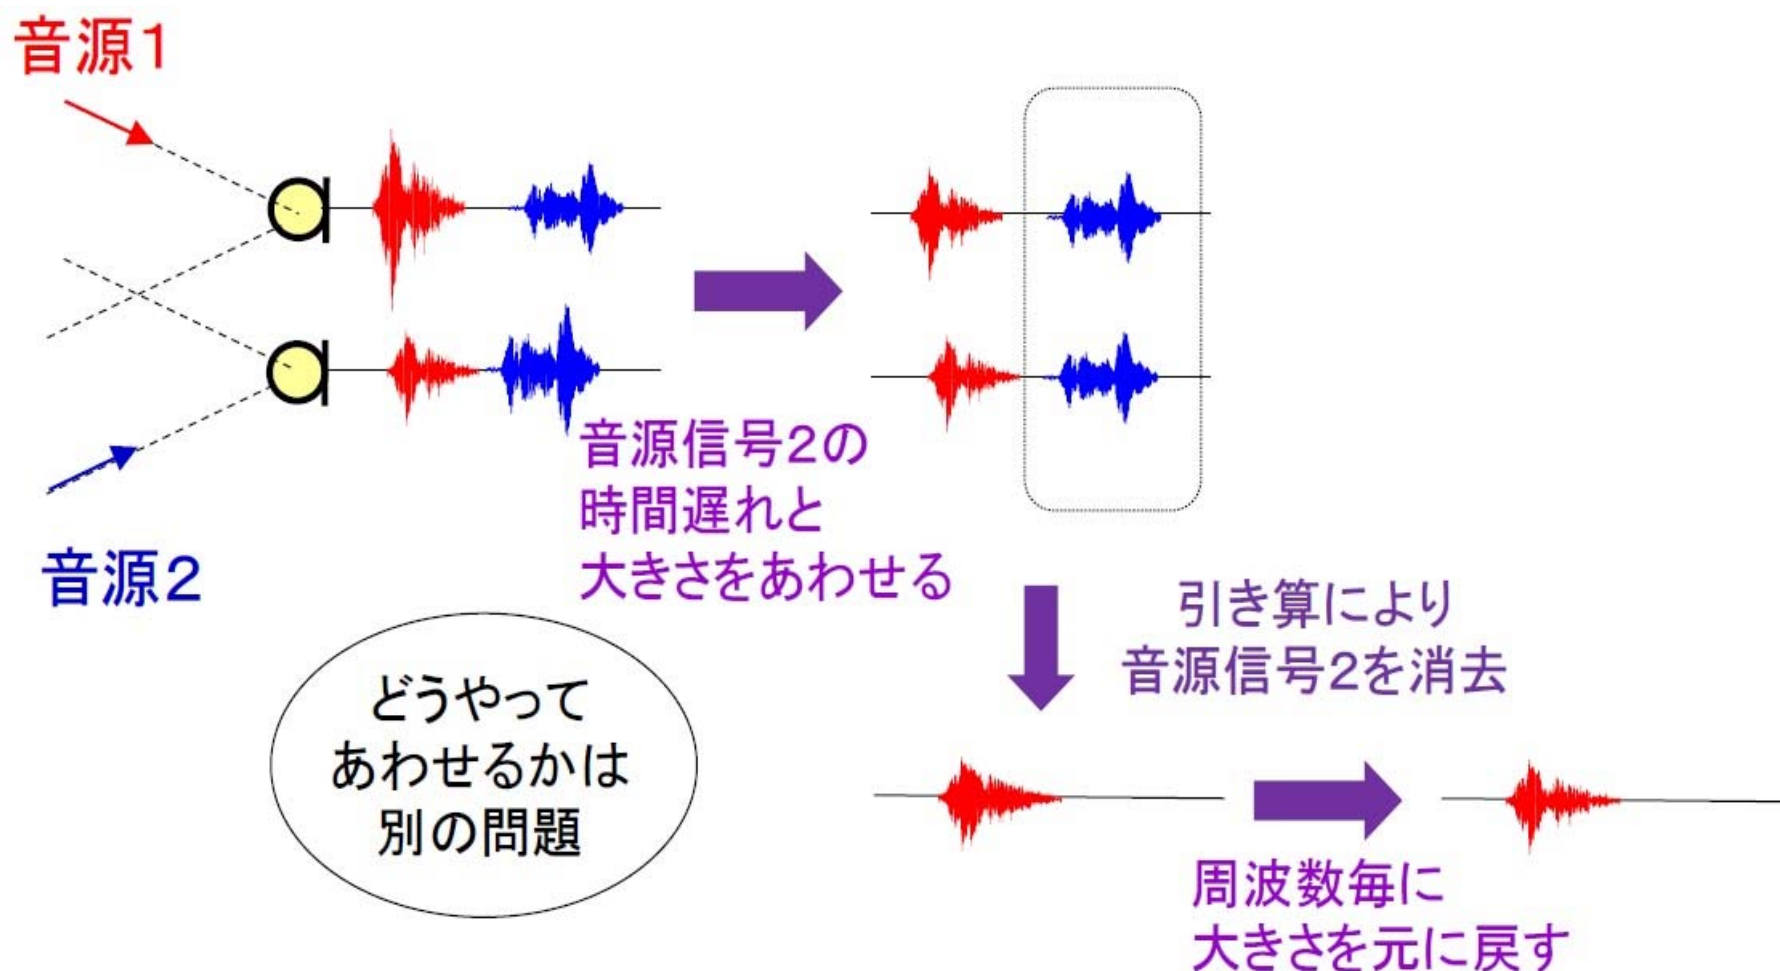 音源1
音源2
音源信号2の
時間遅れと
大きさをあわせる
どうやって
あわせるかは
別の問題
引き算により
音源信号2を消去
周波数毎に
大きさを元に戻す